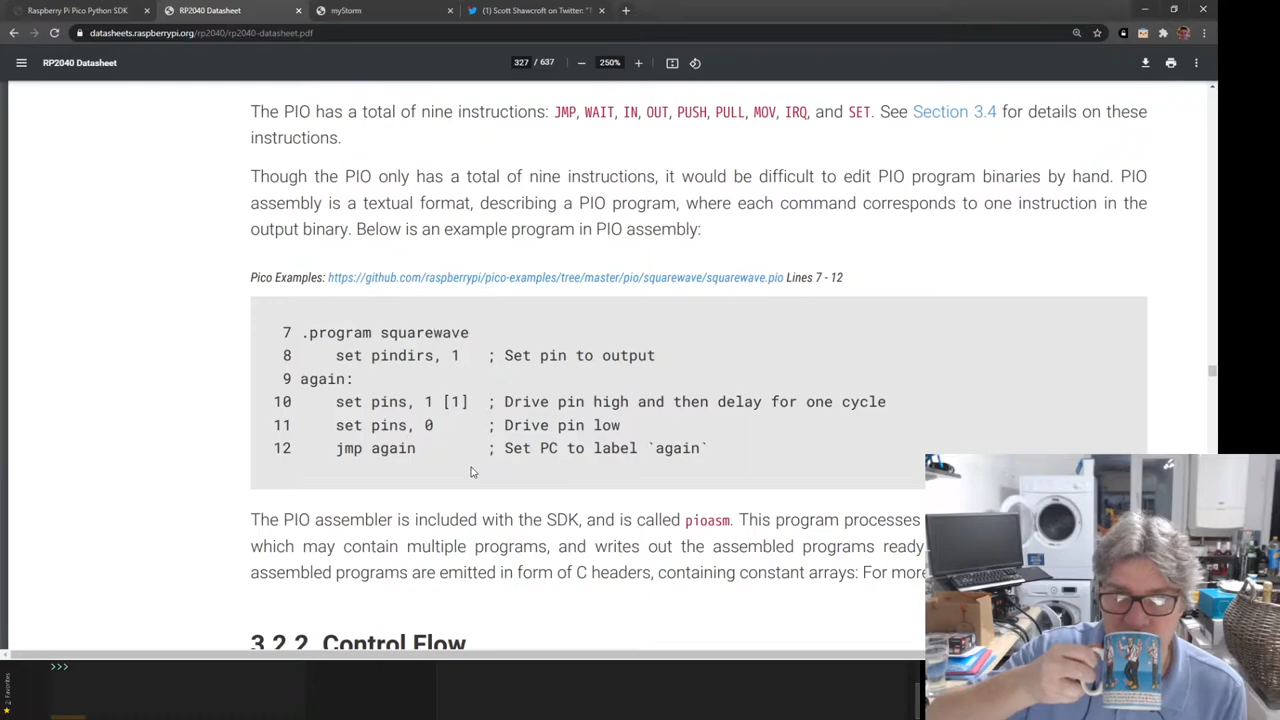 Raspberry Pi Pico Python SDK
RP2040 Datasheet
myStorm
(1) Scott Shawcroft on Twitter: "
datasheets.raspberrypi.org/rp2040/rp2040-datasheet.pdf
RP2040 Datasheet
327 / 637
250%
The PIO has a total of nine instructions: JMP, WAIT, IN, OUT, PUSH, PULL, MOV, IRQ, and SET. See Section 3.4 for details on these
instructions.
Though the PIO only has a total of nine instructions, it would be difficult to edit PIO program binaries by hand. PIO
assembly is a textual format, describing a PIO program, where each command corresponds to one instruction in the
output binary. Below is an example program in PIO assembly:
Pico Examples: https://github.com/raspberrypi/pico-examples/tree/master/pio/squarewave/squarewave.pio Lines 7 - 12
7 .program squarewave
8 set pindirs, 1 ; Set pin to output
9 again:
10 set pins, 1 [1] ; Drive pin high and then delay for one cycle
11 set pins, 0 ; Drive pin low
12 jmp again ; Set PC to label `again`
The PIO assembler is included with the SDK, and is called pioasm. This program processes
which may contain multiple programs, and writes out the assembled programs ready
assembled programs are emitted in form of C headers, containing constant arrays: For more
3.2.2. Control Flow
>>>
2: Favorites